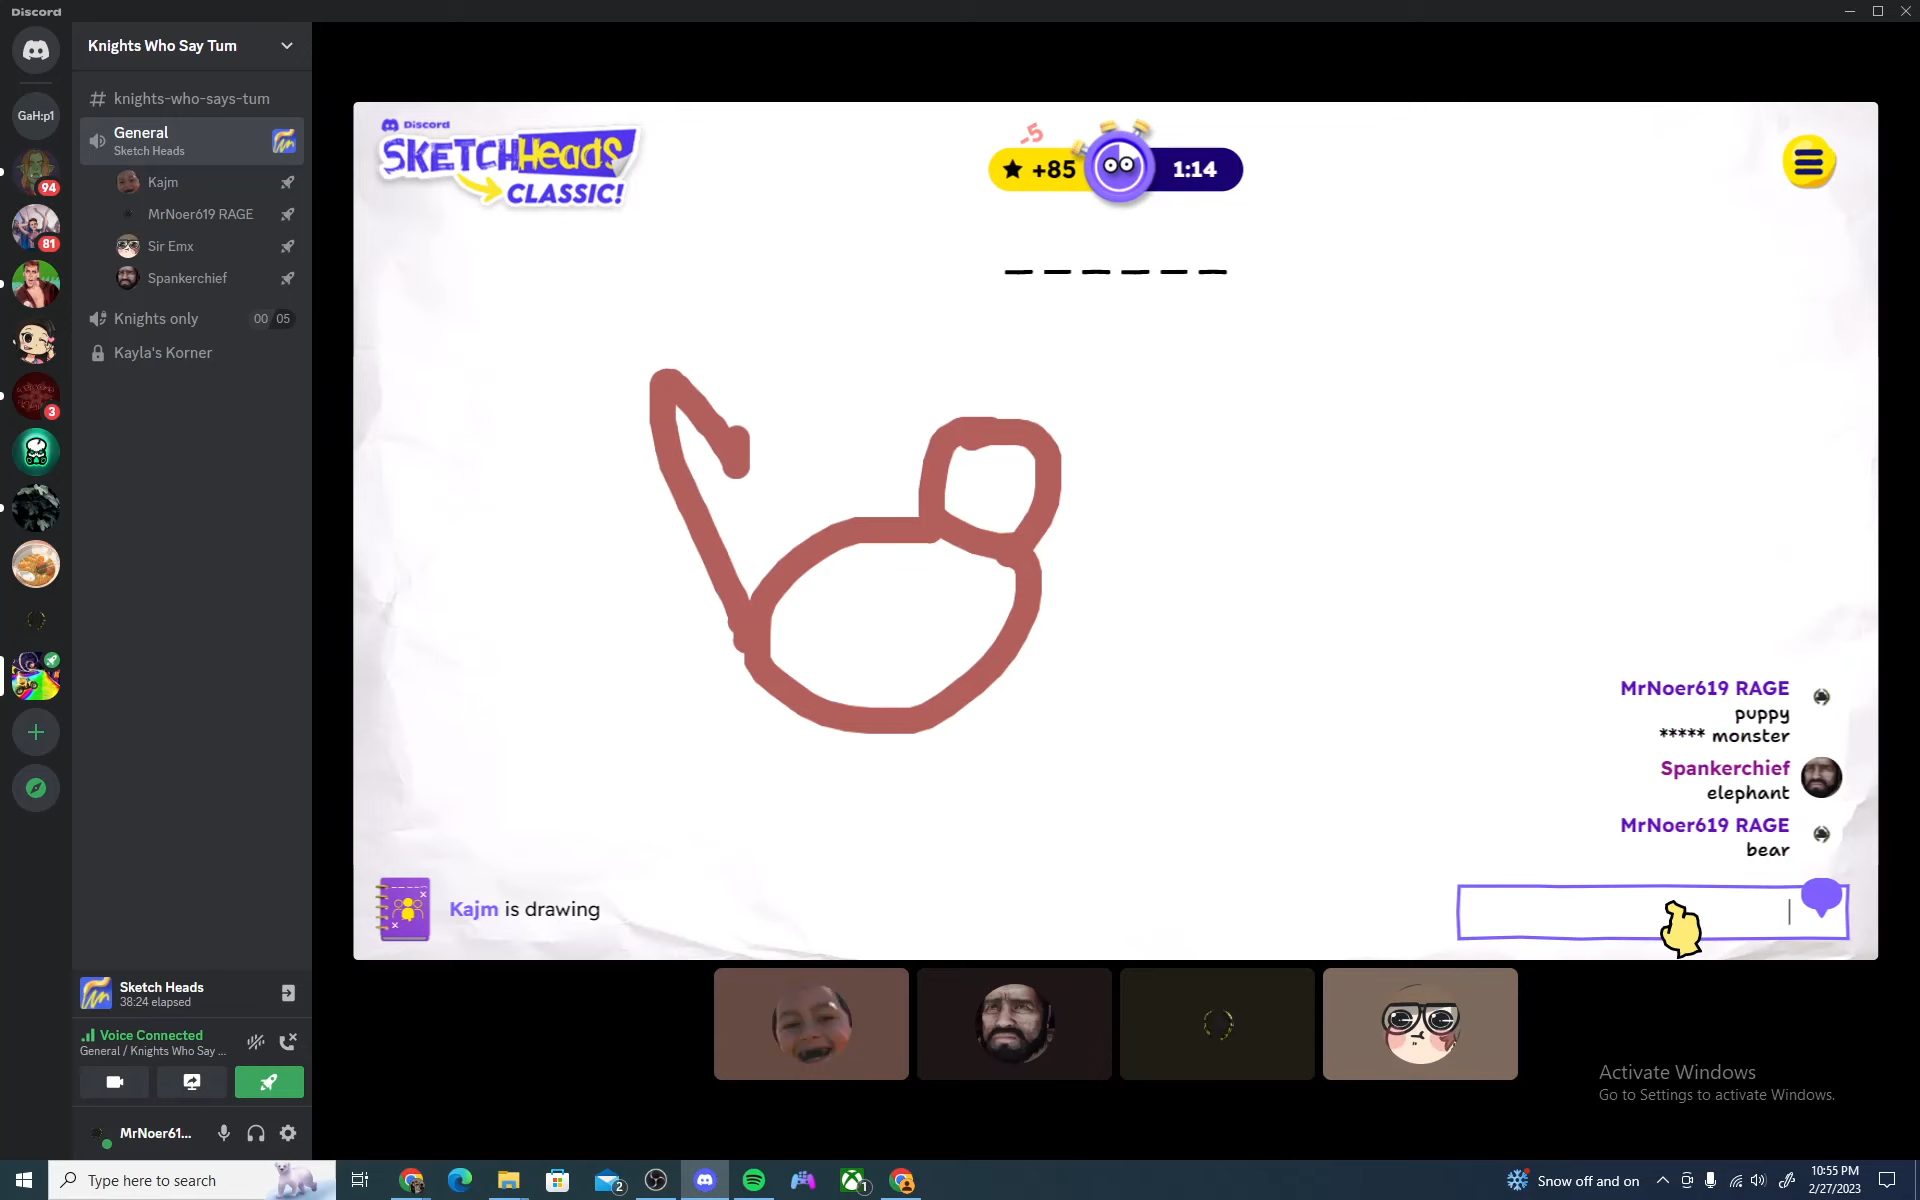 Discord
Knights Who Say Tum
knights-who-says-tum
General
Sketch Heads
Kajm
MrNoer619 RAGE
Sir Emx
Spankerchief
Knights only
00 05
Kayla's Korner
GaH:p1
94
81
3
Discord
SKETCHHeadS
CLASSIC!
-5
+85
1:14
MrNoer619 RAGE
puppy
***** monster
Spankerchief
elephant
MrNoer619 RAGE
bear
Kajm is drawing
Sketch Heads
38:24 elapsed
Voice Connected
General / Knights Who Say ...
MrNoer61...
Activate Windows
Go to Settings to activate Windows.
Type here to search
2
1
Snow off and on
10:55 PM
2/27/2023